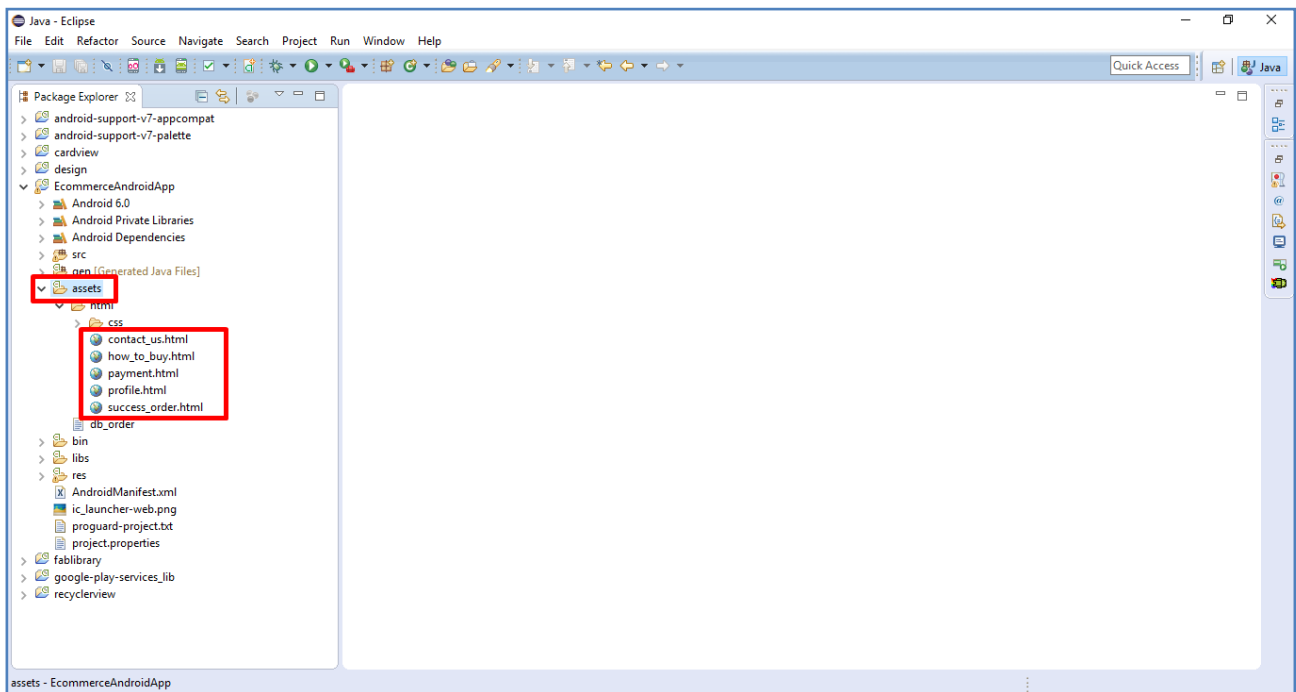 Java - Eclipse
File Edit Refactor Source Navigate Search Project Run Window Help
Quick Access
Java
Package Explorer
android-support-v7-appcompat
android-support-v7-palette
cardview
design
EcommerceAndroidApp
Android 6.0
Android Private Libraries
Android Dependencies
src
gen [Generated Java Files]
assets
html
css
contact_us.html
how_to_buy.html
payment.html
profile.html
success_order.html
db_order
bin
libs
res
AndroidManifest.xml
ic_launcher-web.png
proguard-project.txt
project.properties
fablibrary
google-play-services_lib
recyclerview
assets - EcommerceAndroidApp